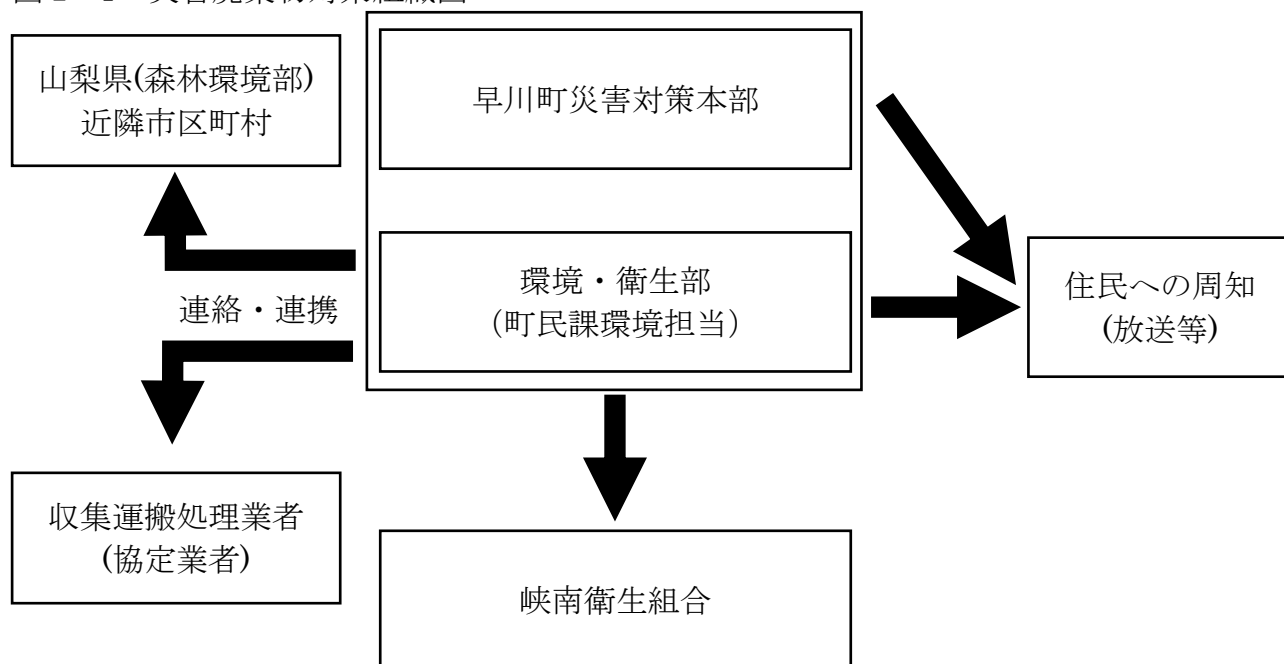 山梨県(森林環境部)
近隣市区町村
早川町災害対策本部
環境・衛生部
（町民課環境担当）
連絡・連携
住民への周知
(放送等)
収集運搬処理業者
(協定業者)
峡南衛生組合